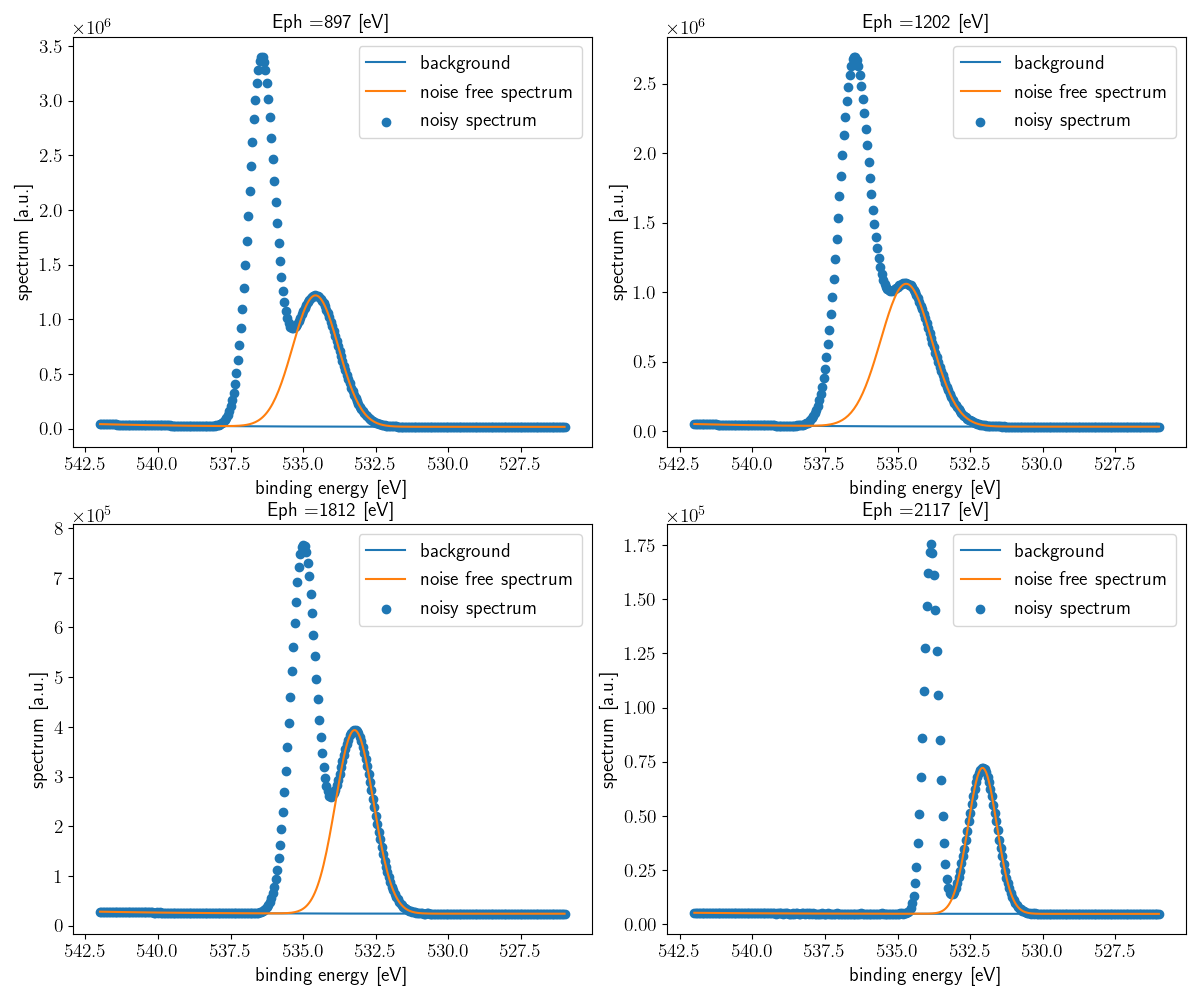 Eph =897 [eV]
×10⁶
3.5
3.0
2.5
2.0
1.5
1.0
0.5
0.0
spectrum [a.u.]
background
noise free spectrum
noisy spectrum
542.5 540.0 537.5 535.0 532.5 530.0 527.5
binding energy [eV]
Eph =1202 [eV]
×10⁶
2.5
2.0
1.5
1.0
0.5
0.0
spectrum [a.u.]
background
noise free spectrum
noisy spectrum
542.5 540.0 537.5 535.0 532.5 530.0 527.5
binding energy [eV]
Eph =1812 [eV]
×10⁵
8
7
6
5
4
3
2
1
0
spectrum [a.u.]
background
noise free spectrum
noisy spectrum
542.5 540.0 537.5 535.0 532.5 530.0 527.5
binding energy [eV]
Eph =2117 [eV]
×10⁵
1.75
1.50
1.25
1.00
0.75
0.50
0.25
0.00
spectrum [a.u.]
background
noise free spectrum
noisy spectrum
542.5 540.0 537.5 535.0 532.5 530.0 527.5
binding energy [eV]